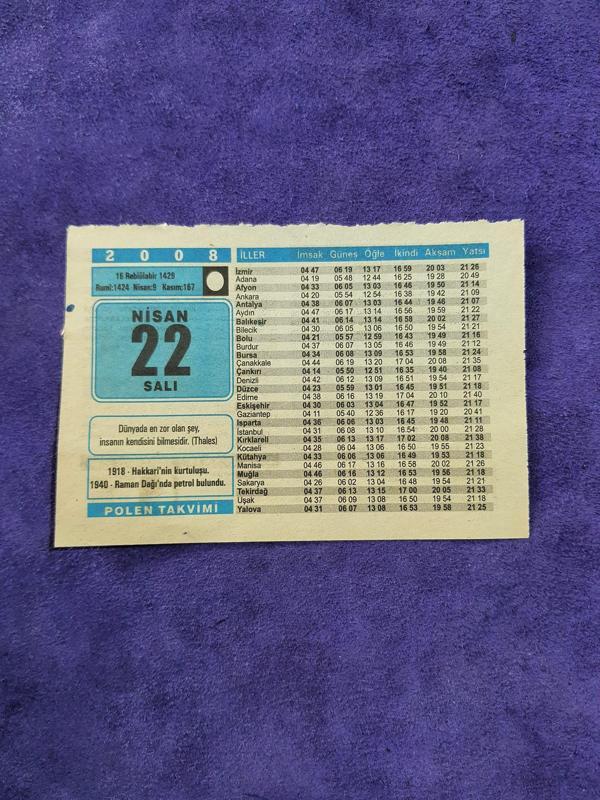 2 0 0 8
16 Rebiülahir 1429
Rumi:1424 Nisan:9 Kasım:167
NİSAN
22
SALI
Dünyada en zor olan şey,
insanın kendisini bilmesidir. (Thales)
1918 - Hakkari'nin kurtuluşu.
1940 - Raman Dağı'nda petrol bulundu.
POLEN TAKVİMİ
İLLER İmsak Güneş Öğle İkindi Akşam Yatsı
İzmir 04 47 06 19 13 17 16 59 20 03 21 26
Adana 04 19 05 48 12 44 16 25 19 28 20 49
Afyon 04 33 06 05 13 03 16 46 19 50 21 14
Ankara 04 20 05 54 12 54 16 38 19 42 21 09
Antalya 04 38 06 07 13 03 16 44 19 46 21 07
Aydın 04 47 06 17 13 14 16 56 19 59 21 22
Balıkesir 04 41 06 14 13 14 16 58 20 02 21 27
Bilecik 04 30 06 05 13 06 16 50 19 54 21 21
Bolu 04 21 05 57 12 59 16 43 19 49 21 16
Burdur 04 37 06 07 13 05 16 46 19 49 21 12
Bursa 04 34 06 08 13 09 16 53 19 58 21 24
Çanakkale 04 44 06 19 13 20 17 04 20 08 21 35
Çankırı 04 14 05 50 12 51 16 35 19 40 21 08
Denizli 04 42 06 12 13 09 16 51 19 54 21 17
Düzce 04 23 05 59 13 01 16 45 19 51 21 18
Edirne 04 38 06 16 13 19 17 04 20 10 21 40
Eskişehir 04 30 06 03 13 04 16 47 19 52 21 17
Gaziantep 04 11 05 40 12 36 16 17 19 20 20 41
Isparta 04 36 06 06 13 03 16 45 19 48 21 11
İstanbul 04 31 06 08 13 10 16 54 20 00 21 28
Kırklareli 04 35 06 13 13 17 17 02 20 08 21 38
Kocaeli 04 28 06 04 13 06 16 50 19 55 21 23
Kütahya 04 33 06 06 13 06 16 49 19 53 21 18
Manisa 04 46 06 17 13 16 16 58 20 02 21 26
Muğla 04 46 06 16 13 12 16 53 19 56 21 18
Sakarya 04 26 06 02 13 04 16 48 19 54 21 21
Tekirdağ 04 37 06 13 13 15 17 00 20 05 21 33
Uşak 04 37 06 09 13 08 16 50 19 54 21 18
Yalova 04 31 06 07 13 08 16 53 19 58 21 25